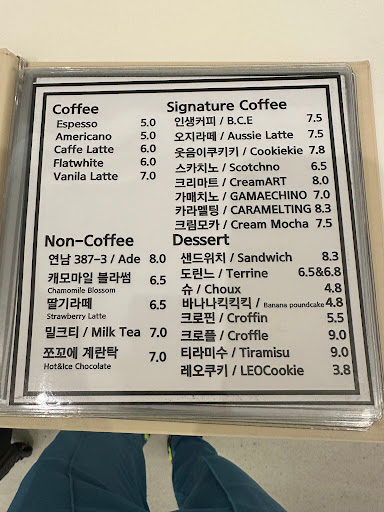 Coffee
Espesso 5.0
Americano 5.0
Caffe Latte 6.0
Flatwhite 6.0
Vanila Latte 7.0
Signature Coffee
인생커피 / B.C.E 7.5
오지라떼 / Aussie Latte 7.5
웃음이쿠키키 / Cookiekie 7.8
스카치노 / Scotchno 6.5
크리마트 / CreamART 8.0
가매치노 / GAMAECHINO 7.0
카라멜팅 / CARAMELTING 8.3
크림모카 / Cream Mocha 7.5
Non-Coffee
연남 387-3 / Ade 8.0
캐모마일 블라썸 6.5
Chamomile Blossom
딸기라떼 6.5
Strawberry Latte
밀크티 / Milk Tea 7.0
쪼꼬에 계란탁 7.0
Hot&Ice Chocolate
Dessert
샌드위치 / Sandwich 8.3
도린느 / Terrine 6.5&6.8
슈 / Choux 4.8
바나나킥킥킥 / Banana poundcake 4.8
크로핀 / Croffin 5.5
크로플 / Croffle 9.0
티라미수 / Tiramisu 9.0
레오쿠키 / LEOCookie 3.8